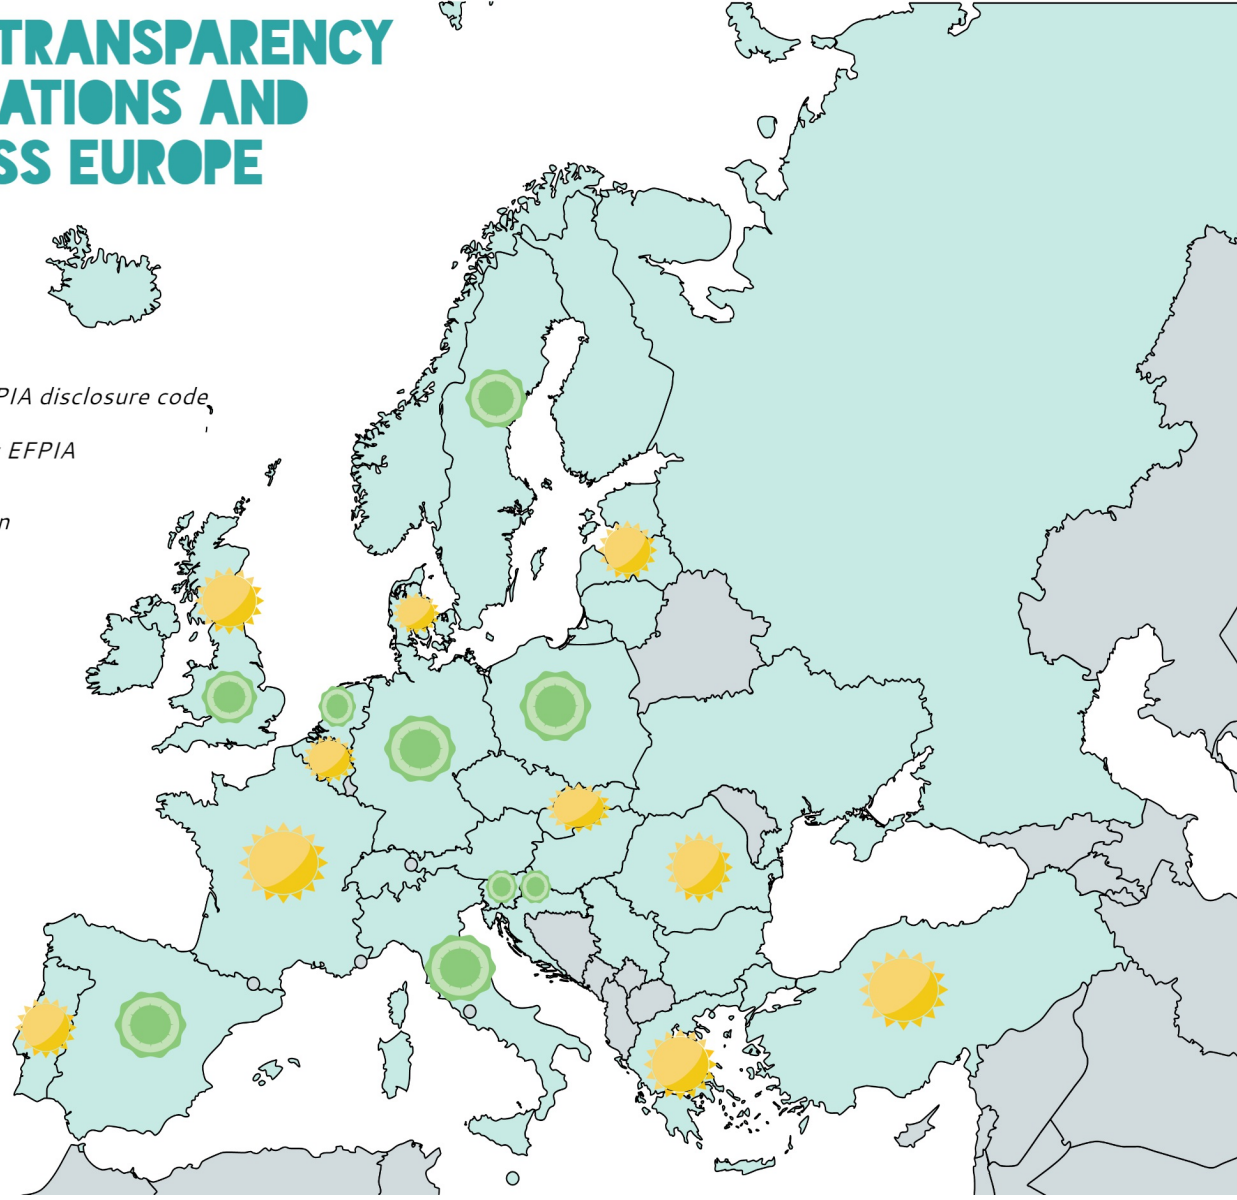 TRANSPARENCY
ATIONS AND
SS EUROPE
PIA disclosure code
EFPIA
n